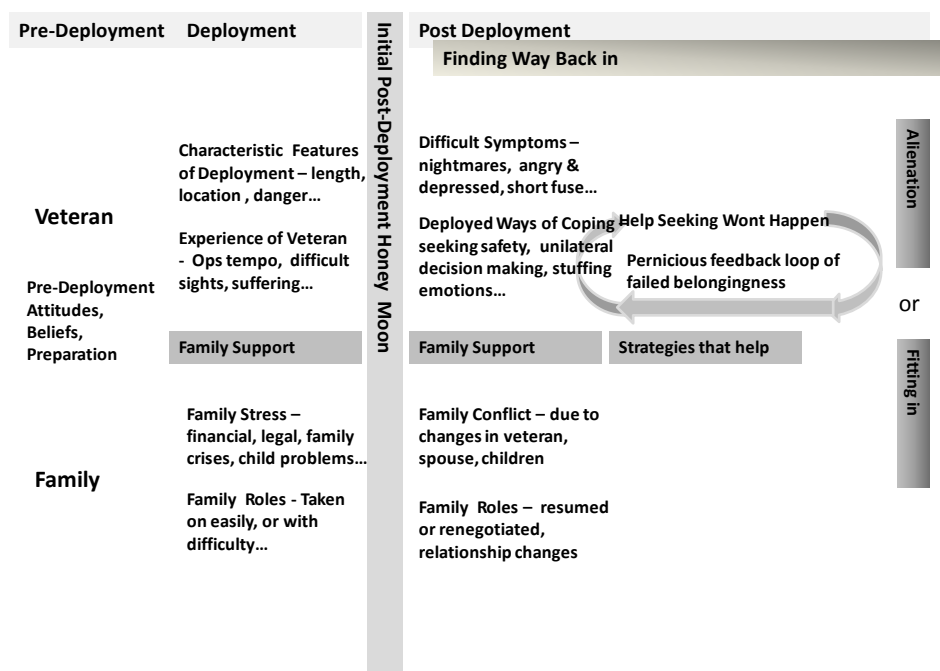 Pre-Deployment
Deployment
Initial Post-Deployment Honey Moon
Post Deployment
Finding Way Back in
Veteran
Pre-Deployment
Attitudes,
Beliefs,
Preparation
Characteristic Features
of Deployment – length,
location , danger…
Experience of Veteran
- Ops tempo, difficult
sights, suffering…
Family Support
Difficult Symptoms –
nightmares, angry &
depressed, short fuse…
Deployed Ways of Coping
seeking safety, unilateral
decision making, stuffing
emotions…
Help Seeking Wont Happen
Pernicious feedback loop of
failed belongingness
Family Support
Strategies that help
Alienation
or
Fitting in
Family
Family Stress –
financial, legal, family
crises, child problems…
Family Roles - Taken
on easily, or with
difficulty…
Family Conflict – due to
changes in veteran,
spouse, children
Family Roles – resumed
or renegotiated,
relationship changes